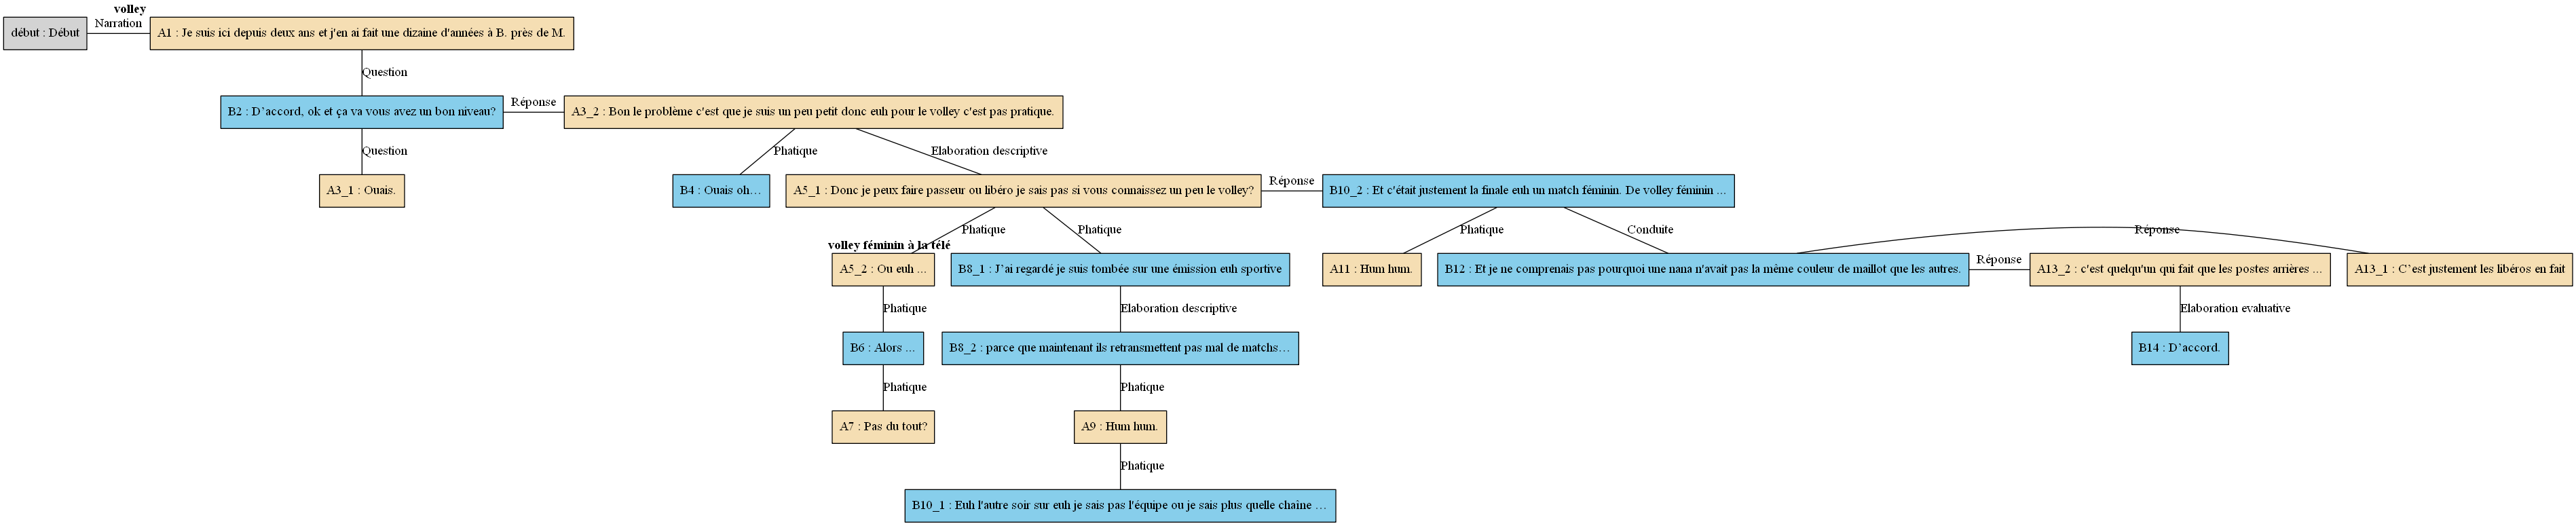 volley
Narration
début : Début
A1 : Je suis ici depuis deux ans et j'en ai fait une dizaine d'années à B. près de M.
Question
B2 : D’accord, ok et ça va vous avez un bon niveau?
Réponse
A3_2 : Bon le problème c'est que je suis un peu petit donc euh pour le volley c'est pas pratique.
Question
Phatique
Elaboration descriptive
A3_1 : Ouais.
B4 : Ouais oh…
A5_1 : Donc je peux faire passeur ou libéro je sais pas si vous connaissez un peu le volley?
Réponse
B10_2 : Et c'était justement la finale euh un match féminin. De volley féminin ...
Phatique
Phatique
Phatique
Conduite
Réponse
volley féminin à la télé
A5_2 : Ou euh ...
B8_1 : J’ai regardé je suis tombée sur une émission euh sportive
A11 : Hum hum.
B12 : Et je ne comprenais pas pourquoi une nana n'avait pas la même couleur de maillot que les autres.
Réponse
A13_2 : c'est quelqu'un qui fait que les postes arrières ...
A13_1 : C’est justement les libéros en fait
Phatique
Elaboration descriptive
Elaboration evaluative
B6 : Alors ...
B8_2 : parce que maintenant ils retransmettent pas mal de matchs…
B14 : D’accord.
Phatique
Phatique
A7 : Pas du tout?
A9 : Hum hum.
Phatique
B10_1 : Euh l'autre soir sur euh je sais pas l'équipe ou je sais plus quelle chaîne …